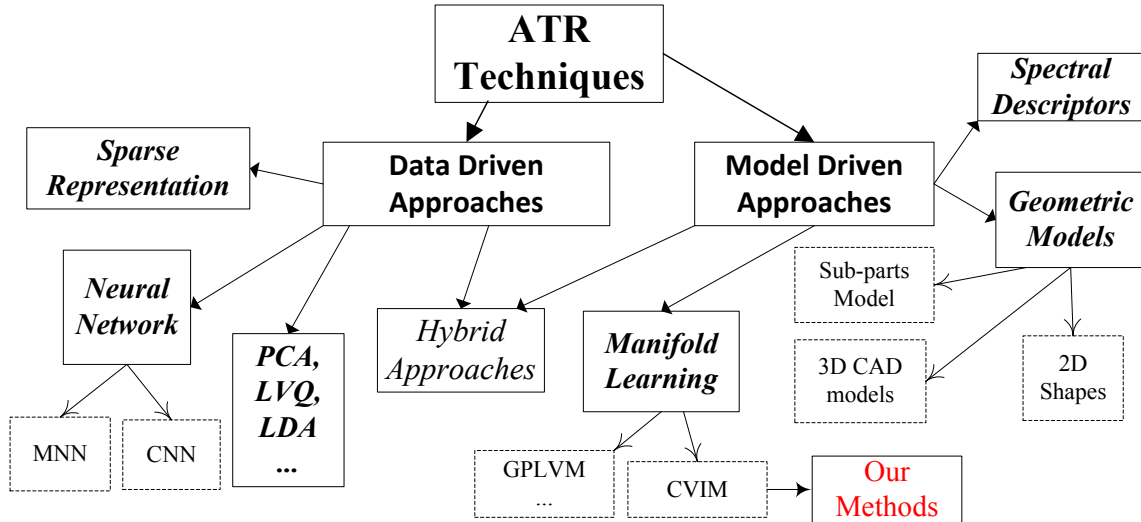 ATR
Techniques
Spectral
Descriptors
Sparse
Representation
Data Driven
Approaches
Model Driven
Approaches
Geometric
Models
Neural
Network
PCA,
LVQ,
LDA
...
Hybrid
Approaches
Manifold
Learning
Sub-parts
Model
3D CAD
models
2D
Shapes
MNN
CNN
GPLVM
...
CVIM
Our
Methods